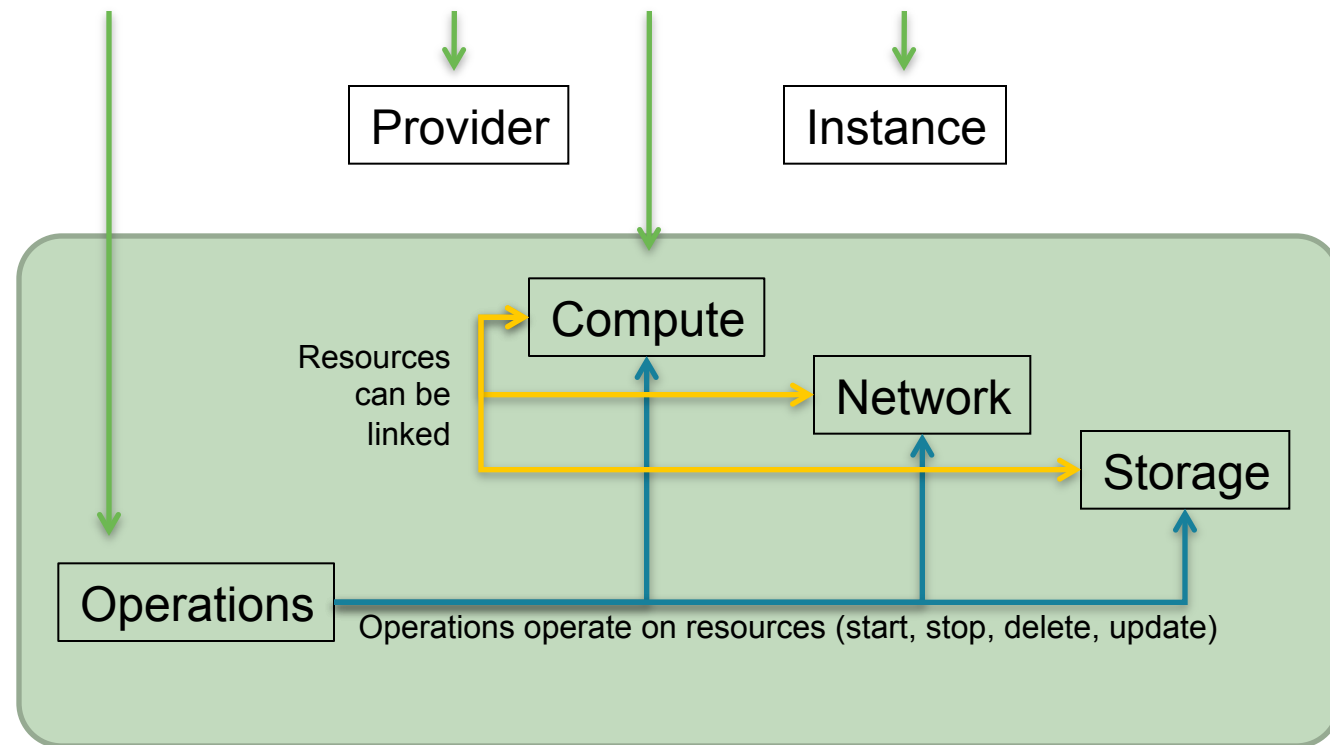 Provider
Instance
Compute
Resources
can be
linked
Network
Storage
Operations
Operations operate on resources (start, stop, delete, update)